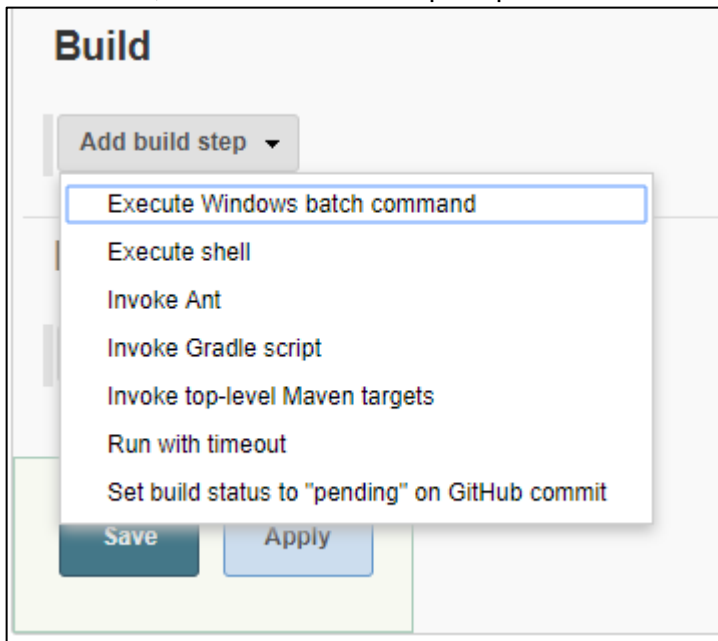 Build
Add build step
Execute Windows batch command
Execute shell
Invoke Ant
Invoke Gradle script
Invoke top-level Maven targets
Run with timeout
Set build status to "pending" on GitHub commit
Save Apply